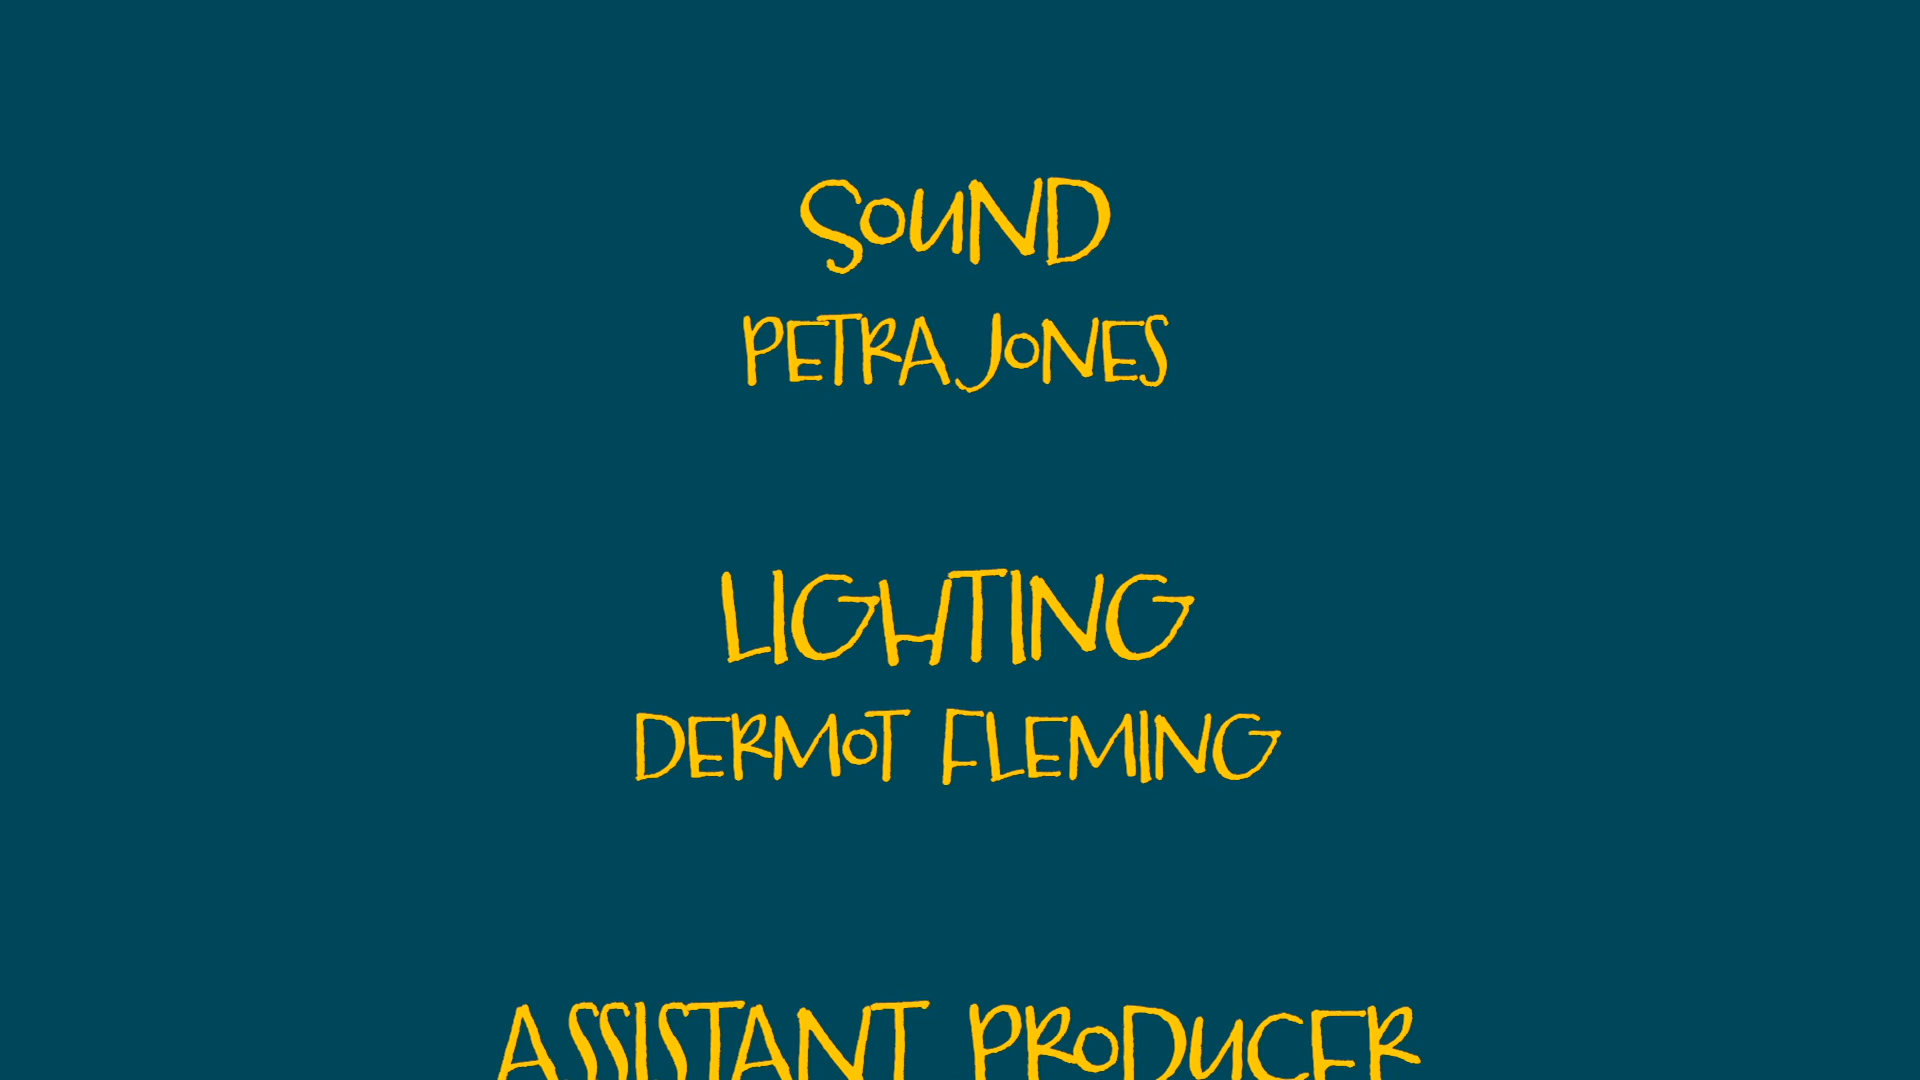 SOUND
PETRA JONES
LIGHTING
DERMOT FLEMING
ASSISTANT PRODUCER